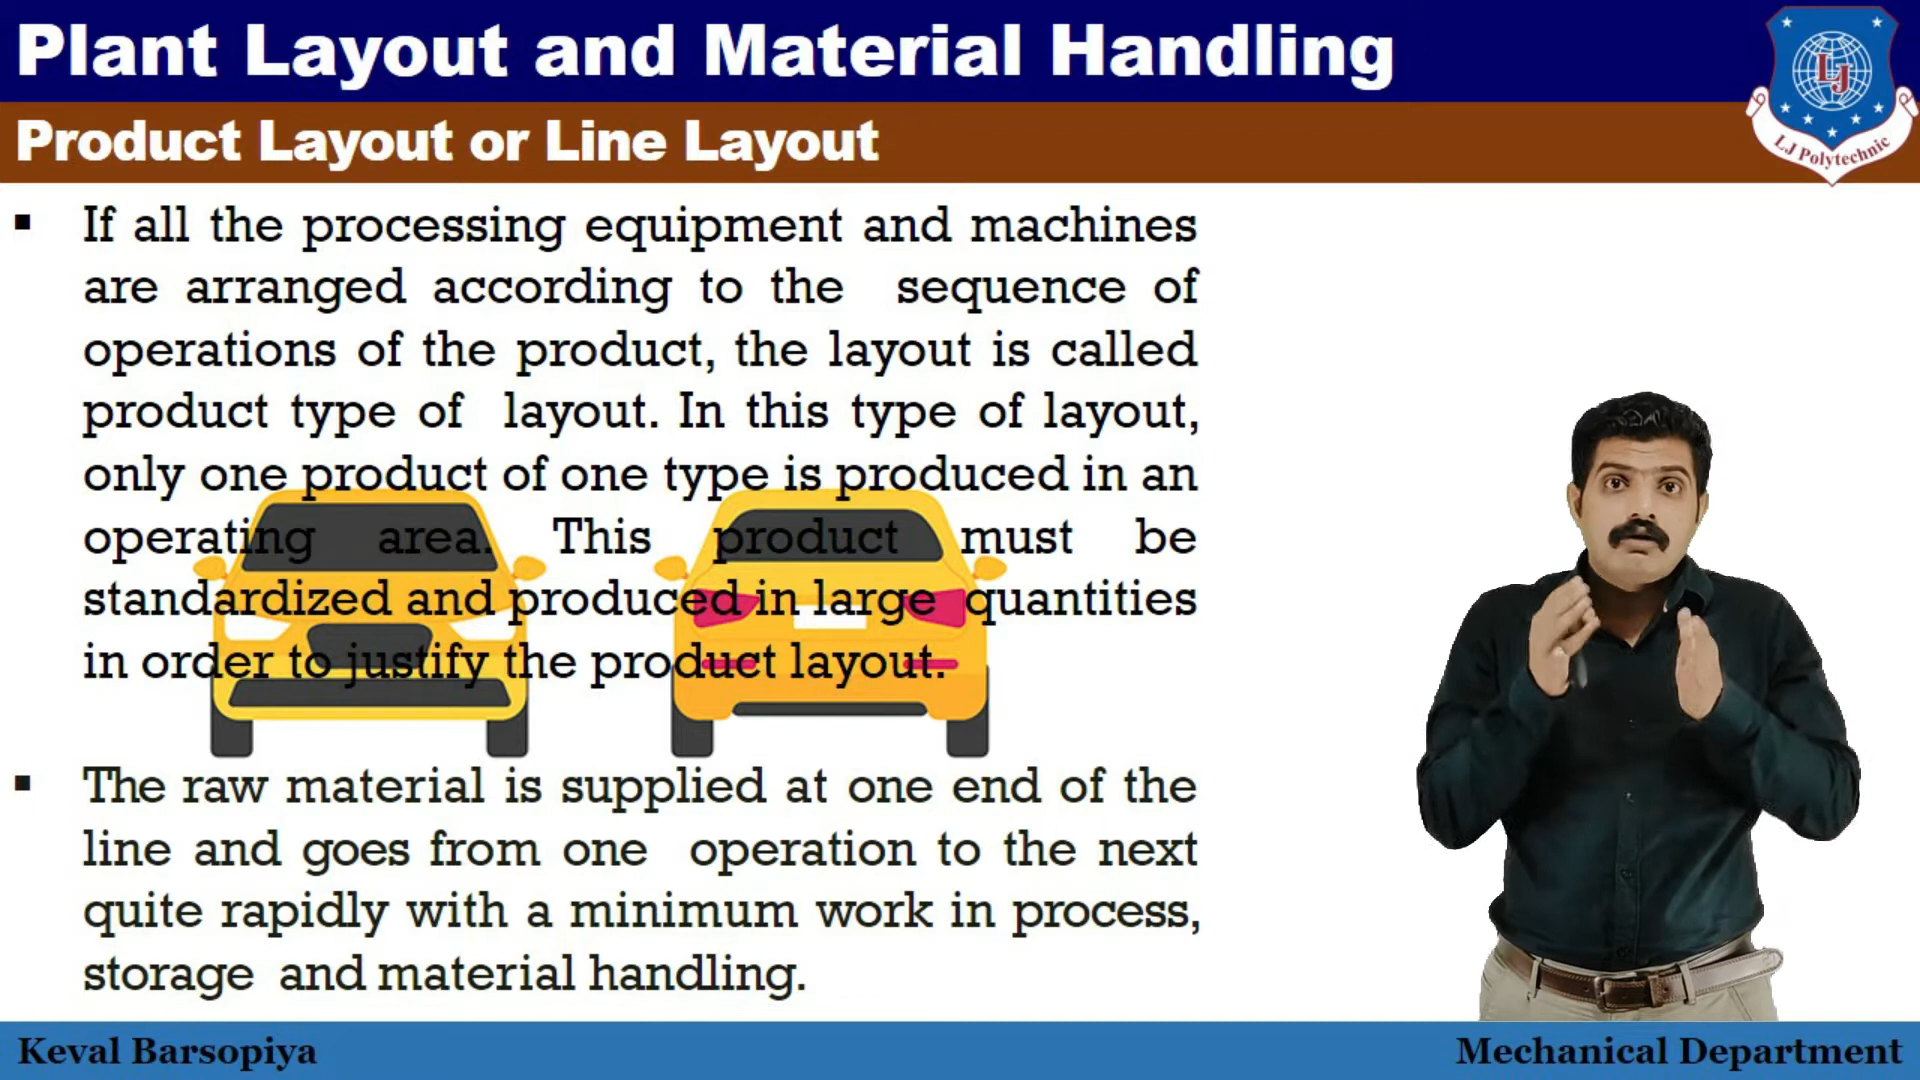 Plant Layout and Material Handling
Product Layout or Line Layout
LJ
LJ Polytechnic
▪ If all the processing equipment and machines
are arranged according to the sequence of
operations of the product, the layout is called
product type of layout. In this type of layout,
only one product of one type is produced in an
operating area. This product must be
standardized and produced in large quantities
in order to justify the product layout.
▪ The raw material is supplied at one end of the
line and goes from one operation to the next
quite rapidly with a minimum work in process,
storage and material handling.
Keval Barsopiya
Mechanical Department